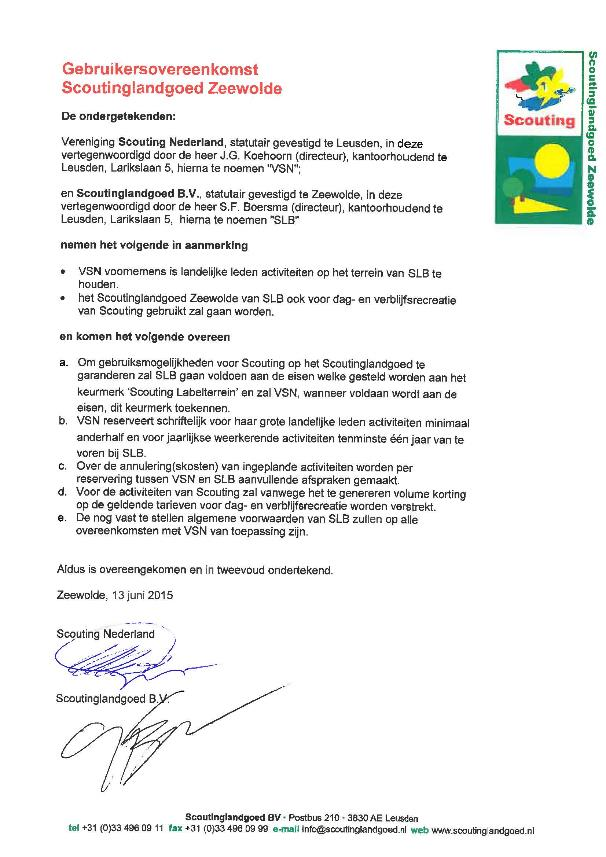 Gebruikersovereenkomst
Scoutinglandgoed Zeewolde
Scouting
Scoutinglandgoed Zeewolde
De ondergetekenden:
Vereniging Scouting Nederland, statutair gevestigd te Leusden, in deze
vertegenwoordigd door de heer J.G. Koehoorn (directeur), kantoorhoudend te
Leusden, Larikslaan 5, hierna te noemen "VSN";
en Scoutinglandgoed B.V., statutair gevestigd te Zeewolde, in deze
vertegenwoordigd door de heer S.F. Boersma (directeur), kantoorhoudend te
Leusden, Larikslaan 5, hierna te noemen "SLB"
nemen het volgende in aanmerking
• VSN voornemens is landelijke leden activiteiten op het terrein van SLB te
houden.
• het Scoutinglandgoed Zeewolde van SLB ook voor dag- en verblijfsrecreatie
van Scouting gebruikt zal gaan worden.
en komen het volgende overeen
a. Om gebruiksmogelijkheden voor Scouting op het Scoutinglandgoed te
garanderen zal SLB gaan voldoen aan de eisen welke gesteld worden aan het
keurmerk 'Scouting Labelterrein' en zal VSN, wanneer voldaan wordt aan de
eisen, dit keurmerk toekennen.
b. VSN reserveert schriftelijk voor haar grote landelijke leden activiteiten minimaal
anderhalf en voor jaarlijkse weerkerende activiteiten tenminste één jaar van te
voren bij SLB.
c. Over de annulering(skosten) van ingeplande activiteiten worden per
reservering tussen VSN en SLB aanvullende afspraken gemaakt.
d. Voor de activiteiten van Scouting zal vanwege het te genereren volume korting
op de geldende tarieven voor dag- en verblijfsrecreatie worden verstrekt.
e. De nog vast te stellen algemene voorwaarden van SLB zullen op alle
overeenkomsten met VSN van toepassing zijn.
Aldus is overeengekomen en in tweevoud ondertekend.
Zeewolde, 13 juni 2015
Scouting Nederland
Scoutinglandgoed B.V.
Scoutinglandgoed BV - Postbus 210 - 3830 AE Leusden
tel +31 (0)33 496 09 11 fax +31 (0)33 496 09 99 e-mail info@scoutinglandgoed.nl web www.scoutinglandgoed.nl